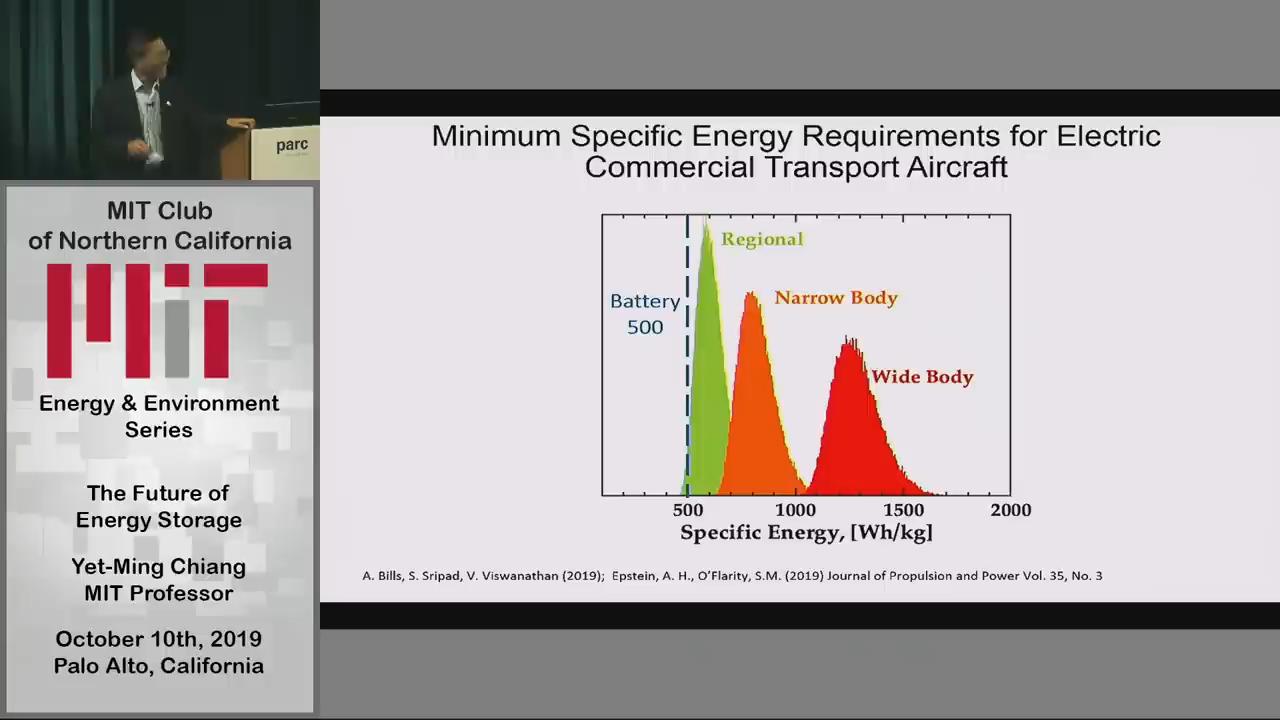 parc
MIT Club
of Northern California
MIT
Energy & Environment
Series
The Future of
Energy Storage
Yet-Ming Chiang
MIT Professor
October 10th, 2019
Palo Alto, California
Minimum Specific Energy Requirements for Electric
Commercial Transport Aircraft
Regional
Battery
500
Narrow Body
Wide Body
500 1000 1500 2000
Specific Energy, [Wh/kg]
A. Bills, S. Sripad, V. Viswanathan (2019); Epstein, A. H., O'Flarity, S.M. (2019) Journal of Propulsion and Power Vol. 35, No. 3